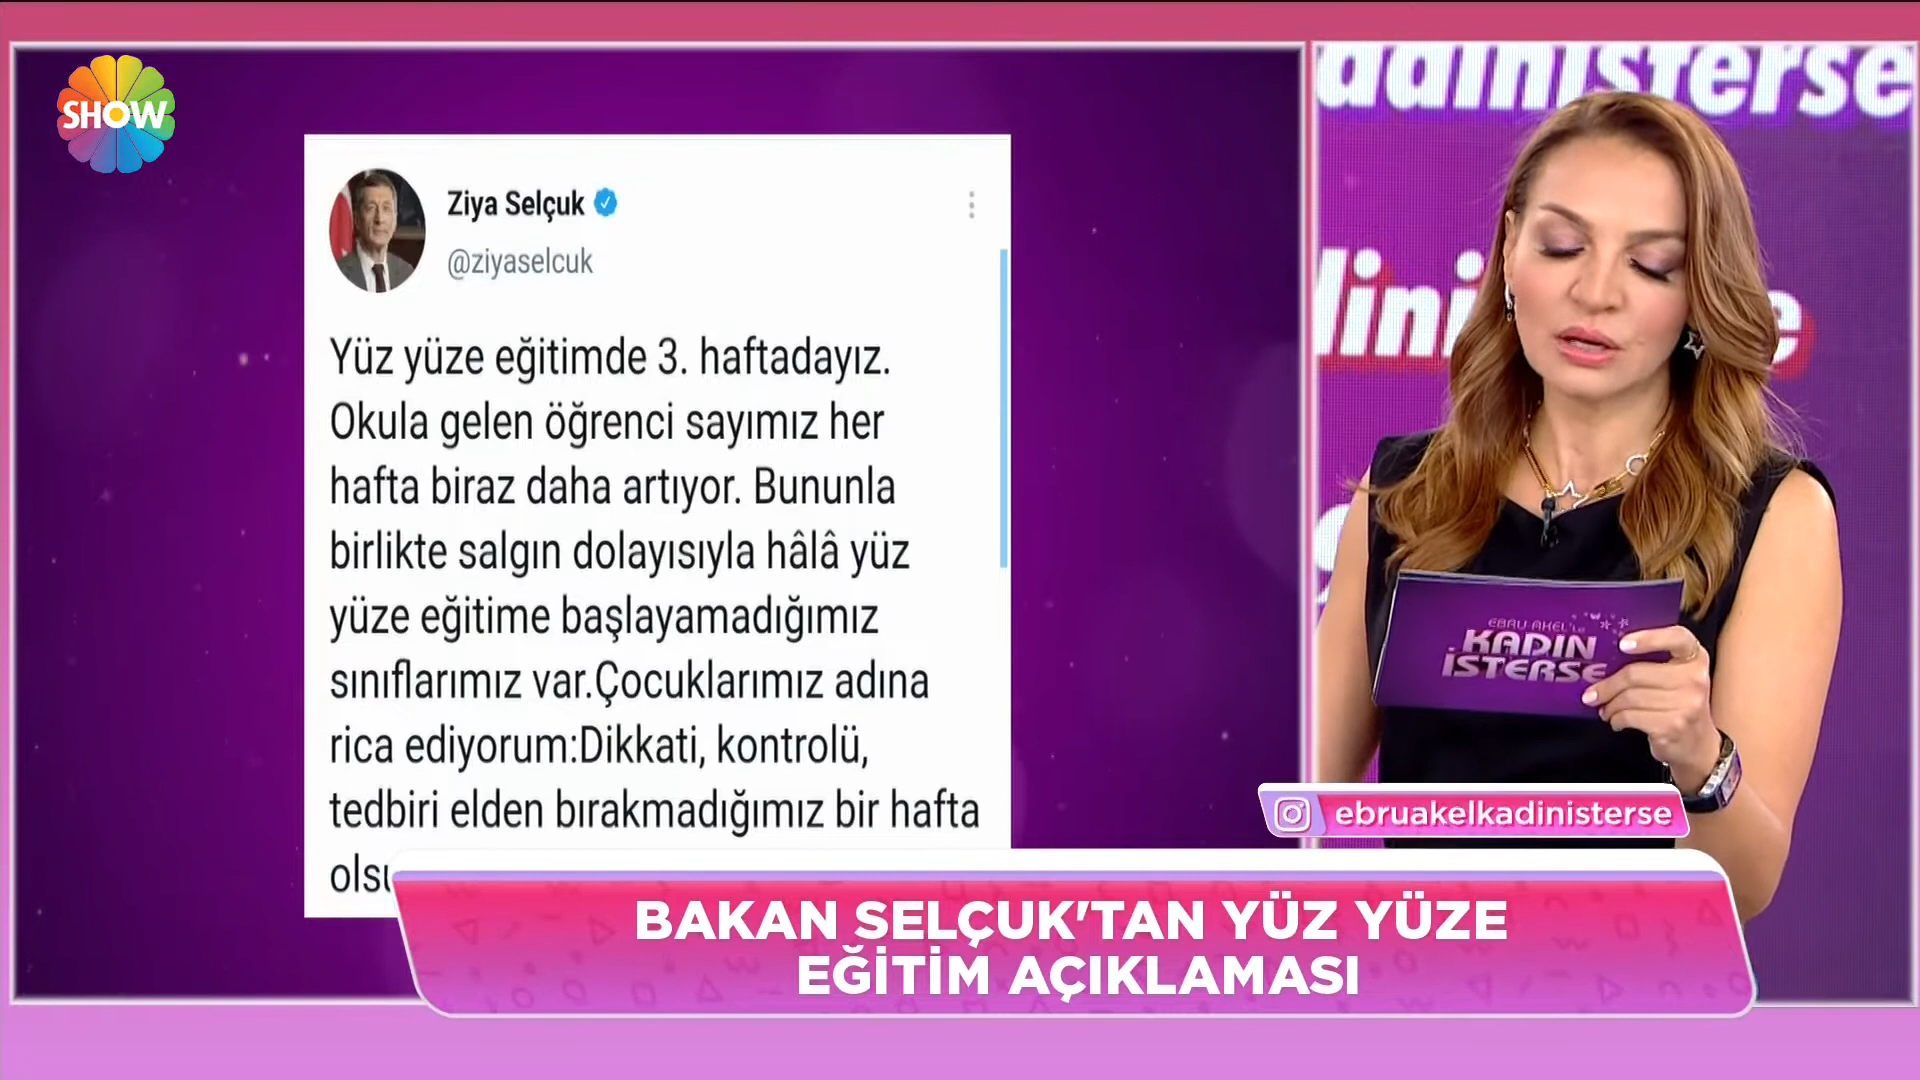 SHOW
Ziya Selçuk
@ziyaselcuk
Yüz yüze eğitimde 3. haftadayız.
Okula gelen öğrenci sayımız her
hafta biraz daha artıyor. Bununla
birlikte salgın dolayısıyla hâlâ yüz
yüze eğitime başlayamadığımız
sınıflarımız var.Çocuklarımız adına
rica ediyorum:Dikkati, kontrolü,
tedbiri elden bırakmadığımız bir hafta
adinisterse
EBRU AKEL'le
KADIN
İSTERSE
ebruakelkadinisterse
BAKAN SELÇUK'TAN YÜZ YÜZE
EĞİTİM AÇIKLAMASI